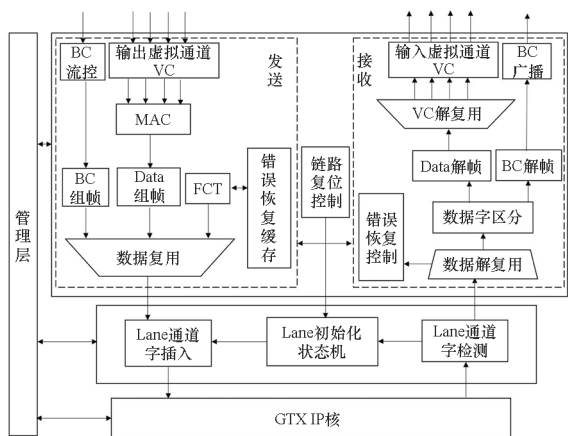 管理层
BC
流控
输出虚拟通道
VC
发送
MAC
BC
组帧
Data
组帧
FCT
错误恢复缓存
数据复用
链路
复位
控制
接收
输入虚拟通道
VC
BC
广播
VC解复用
Data解帧
BC解帧
数据字区分
错误
恢复
控制
数据解复用
Lane通道
字插入
Lane初始化
状态机
Lane通道
字检测
GTX IP核